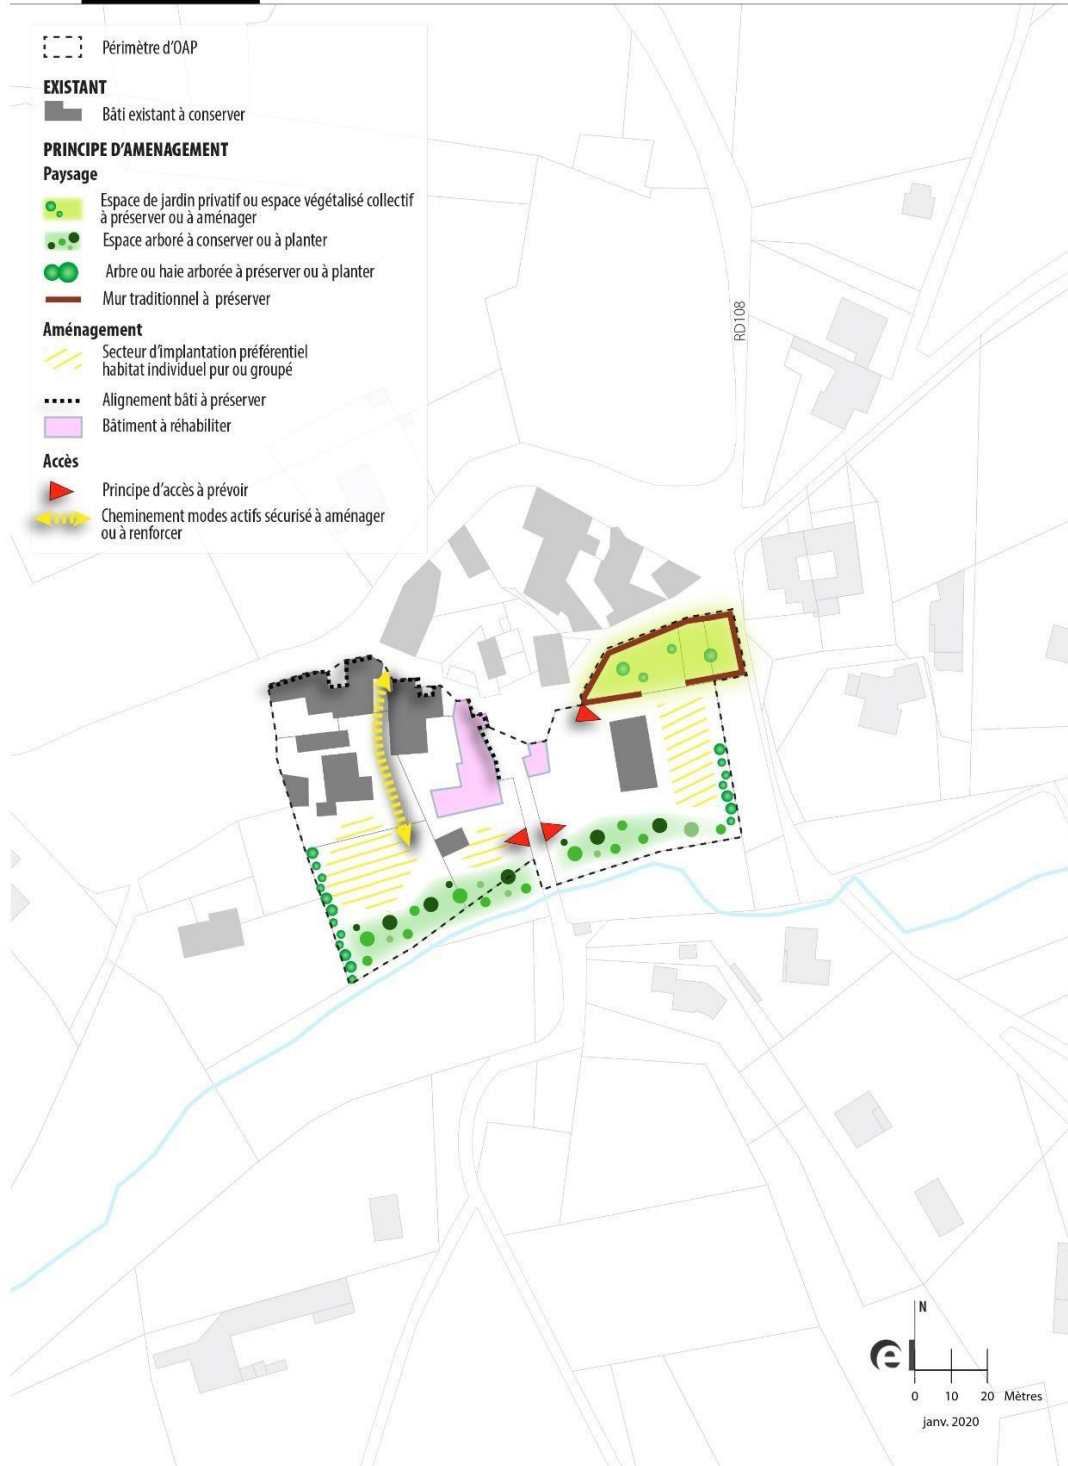 Périmètre d'OAP
EXISTANT
Bâti existant à conserver
PRINCIPE D'AMENAGEMENT
Paysage
Espace de jardin privatif ou espace végétalisé collectif
à préserver ou à aménager
Espace arboré à conserver ou à planter
Arbre ou haie arborée à préserver ou à planter
Mur traditionnel à préserver
Aménagement
Secteur d'implantation préférentiel
habitat individuel pur ou groupé
Alignement bâti à préserver
Bâtiment à réhabiliter
Accès
Principe d'accès à prévoir
Cheminement modes actifs sécurisé à aménager
ou à renforcer
RD108
N
e
0 10 20 Mètres
janv. 2020